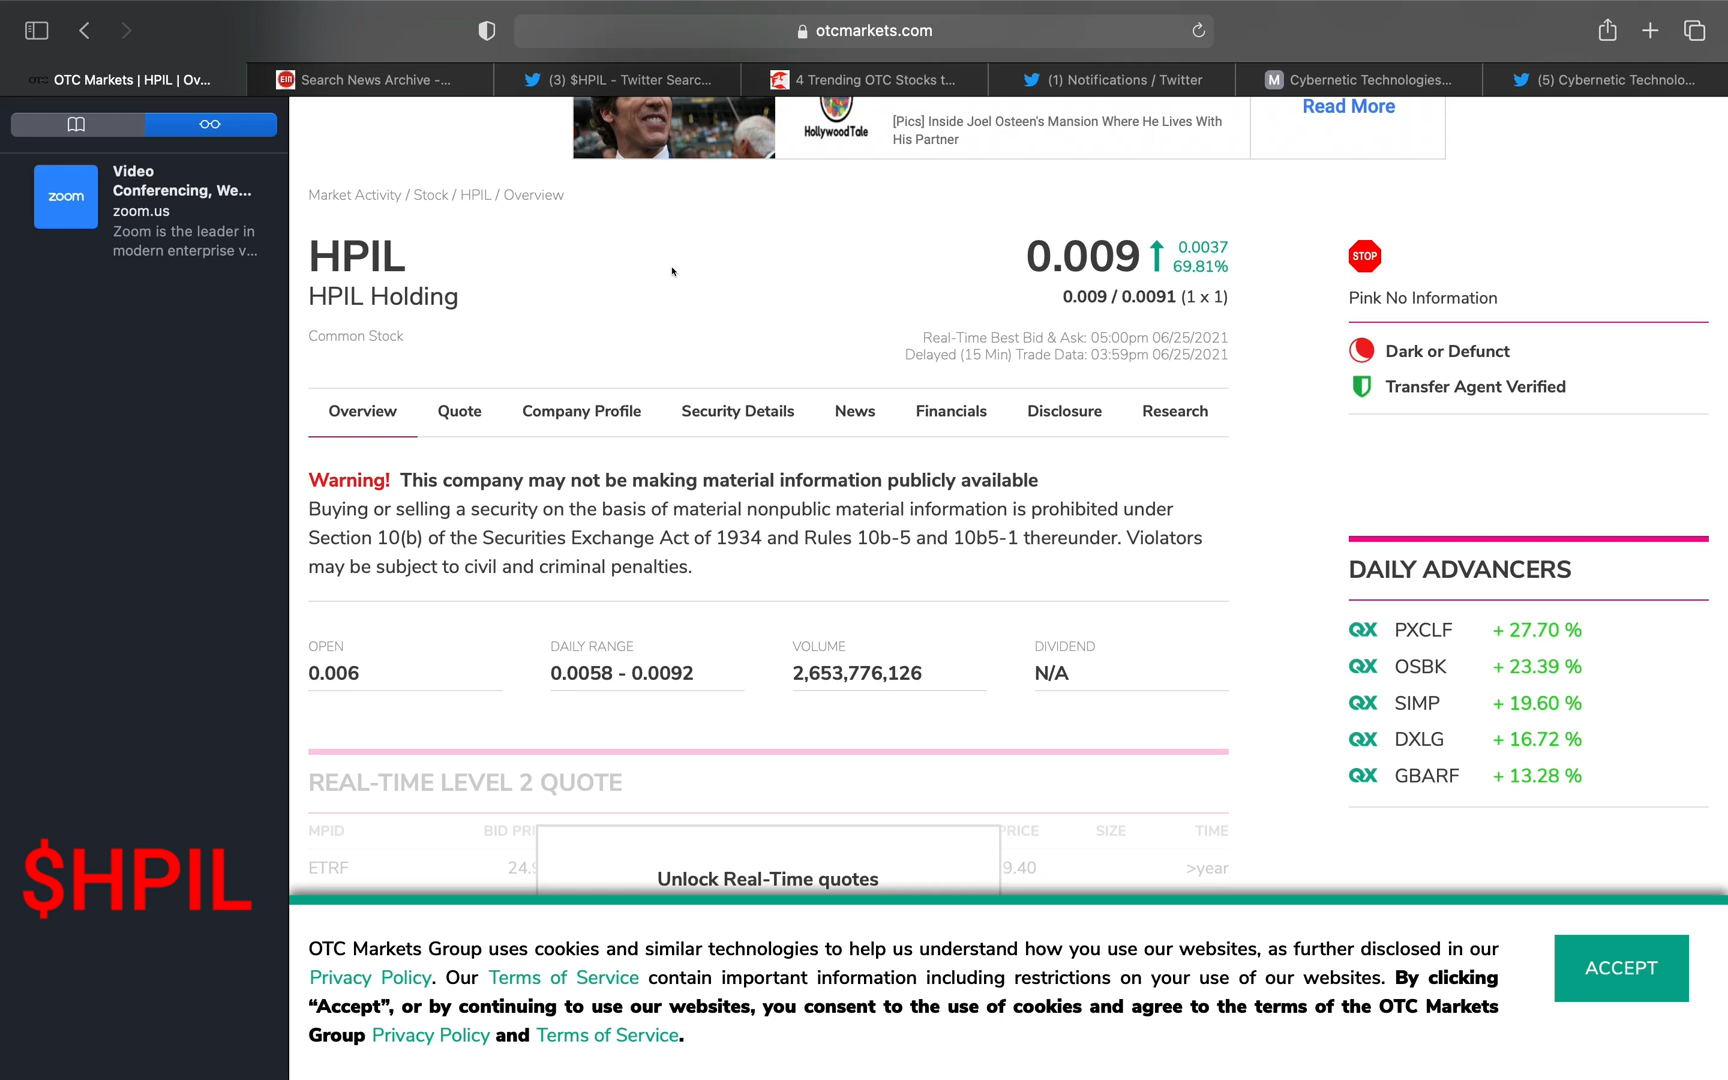 otcmarkets.com
OTC Markets | HPIL | Ov...
EIN
Search News Archive -...
(3) $HPIL - Twitter Searc...
4 Trending OTC Stocks t...
(1) Notifications / Twitter
M
Cybernetic Technologies...
(5) Cybernetic Technolo...
zoom
Video
Conferencing, We...
zoom.us
Zoom is the leader in
modern enterprise v...
$HPIL
HollywoodTale
[Pics] Inside Joel Osteen's Mansion Where He Lives With
His Partner
Read More
Market Activity / Stock / HPIL / Overview
HPIL
HPIL Holding
Common Stock
0.009
0.0037
69.81%
0.009 / 0.0091 (1 x 1)
Real-Time Best Bid & Ask: 05:00pm 06/25/2021
Delayed (15 Min) Trade Data: 03:59pm 06/25/2021
STOP
Pink No Information
Dark or Defunct
Transfer Agent Verified
Overview Quote Company Profile Security Details News Financials Disclosure Research
Warning! This company may not be making material information publicly available
Buying or selling a security on the basis of material nonpublic material information is prohibited under
Section 10(b) of the Securities Exchange Act of 1934 and Rules 10b-5 and 10b5-1 thereunder. Violators
may be subject to civil and criminal penalties.
OPEN DAILY RANGE VOLUME DIVIDEND
0.006 0.0058 - 0.0092 2,653,776,126 N/A
DAILY ADVANCERS
QX PXCLF + 27.70 %
QX OSBK + 23.39 %
QX SIMP + 19.60 %
QX DXLG + 16.72 %
QX GBARF + 13.28 %
REAL-TIME LEVEL 2 QUOTE
MPID BID PRI PRICE SIZE TIME
ETRF 24. 9.40 >year
Unlock Real-Time quotes
OTC Markets Group uses cookies and similar technologies to help us understand how you use our websites, as further disclosed in our
Privacy Policy. Our Terms of Service contain important information including restrictions on your use of our websites. By clicking
“Accept”, or by continuing to use our websites, you consent to the use of cookies and agree to the terms of the OTC Markets
Group Privacy Policy and Terms of Service.
ACCEPT